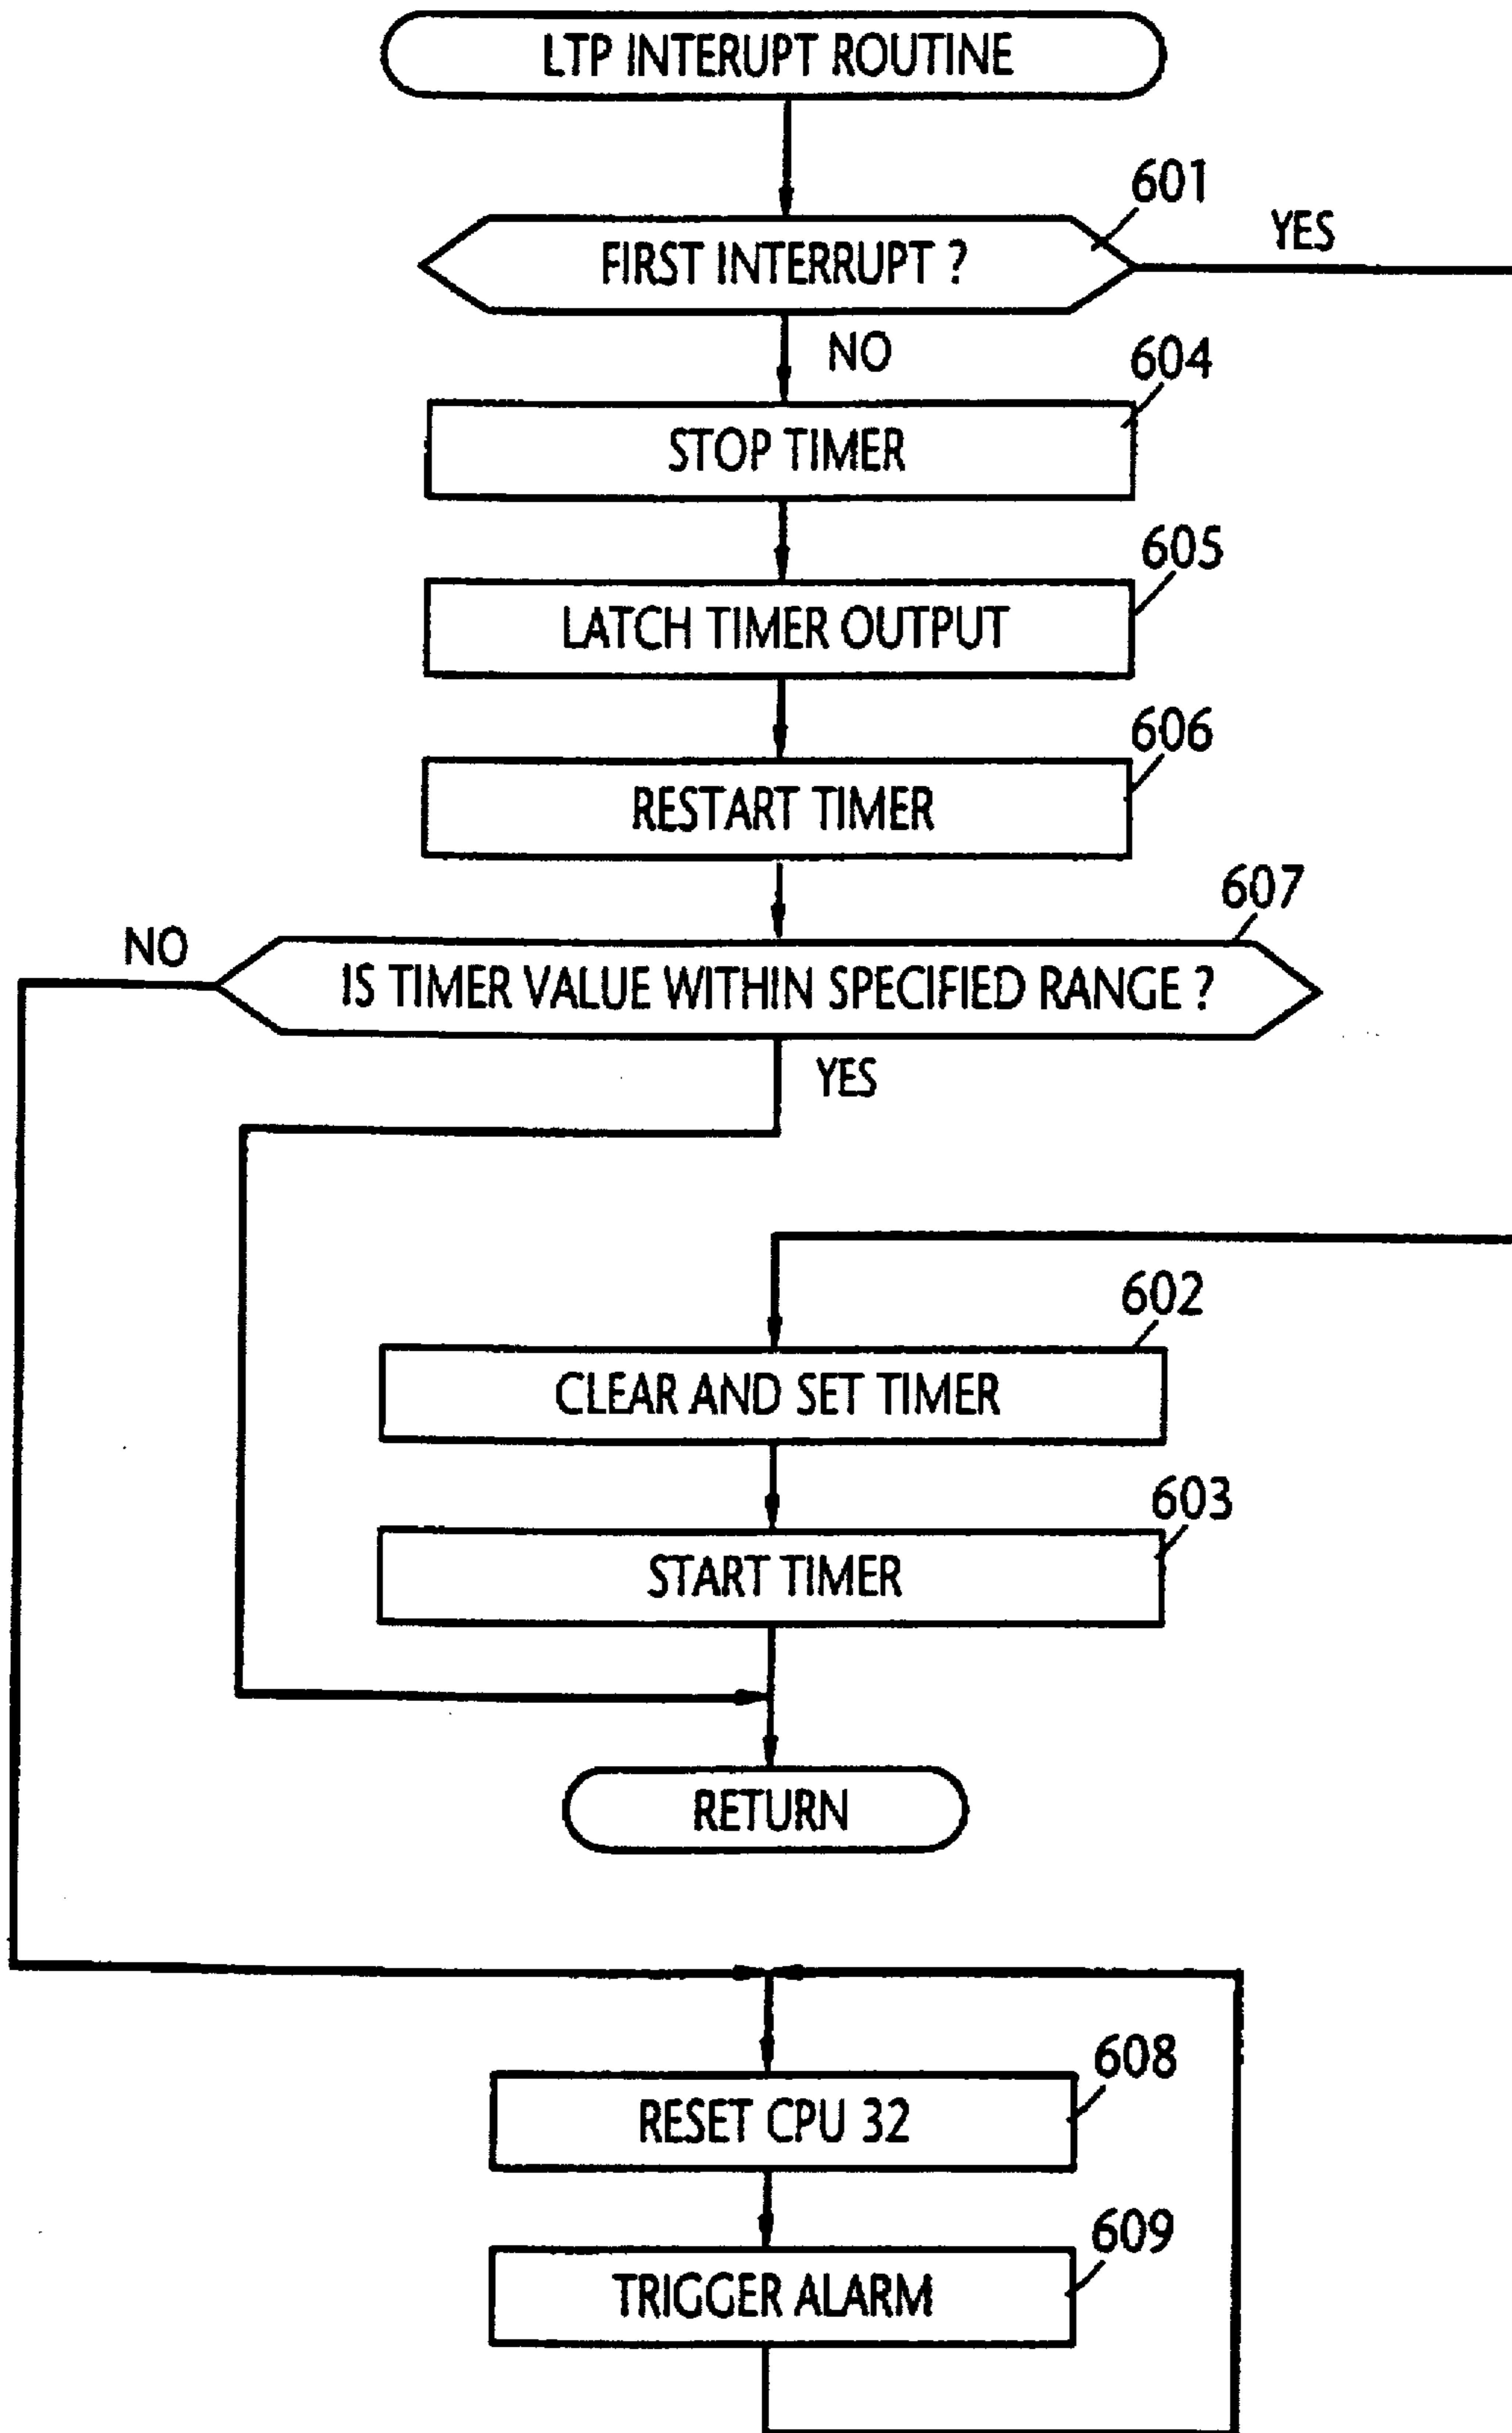 LTP INTERUPT ROUTINE
601
FIRST INTERRUPT ?
YES
NO
604
STOP TIMER
605
LATCH TIMER OUTPUT
606
RESTART TIMER
607
NO
IS TIMER VALUE WITHIN SPECIFIED RANGE ?
YES
602
CLEAR AND SET TIMER
603
START TIMER
RETURN
608
RESET CPU 32
609
TRIGGER ALARM